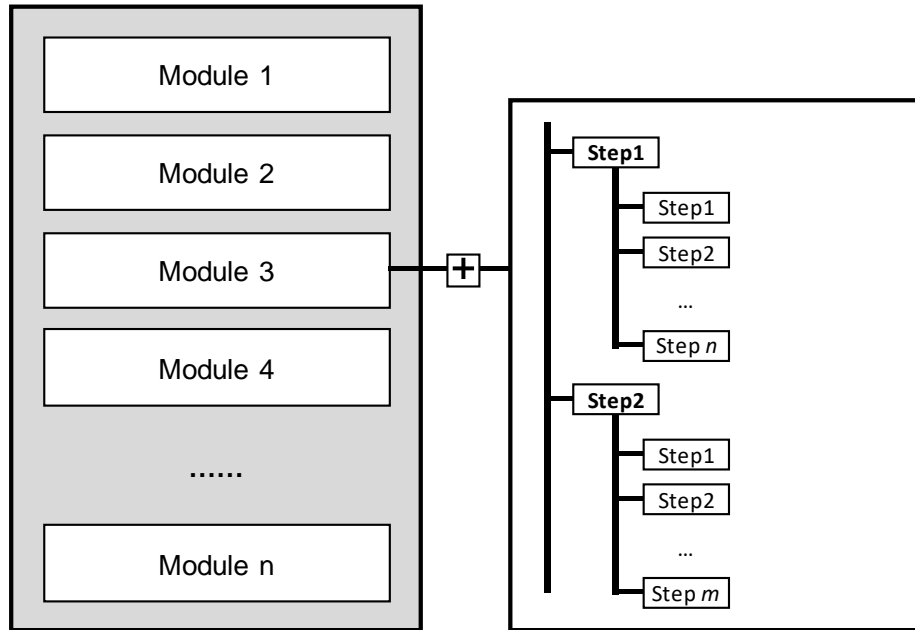 Module 1
Module 2
Module 3
Module 4
......
Module n
+
Step1
Step1
Step2
...
Step n
Step2
Step1
Step2
...
Step m